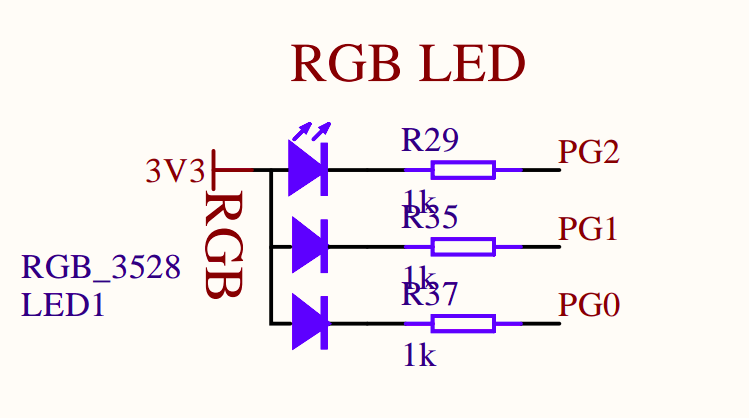 RGB LED
R29
PG2
3V3
1k
R35
PG1
RGB
RGB_3528
1k
R37
PG0
LED1
1k